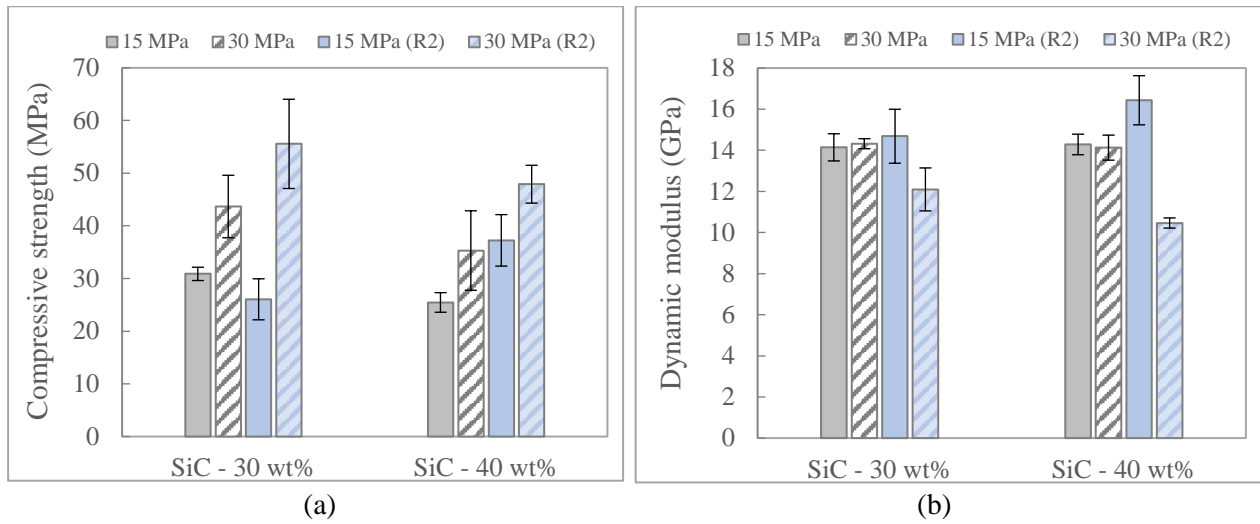 15 MPa 30 MPa 15 MPa (R2) 30 MPa (R2)
70
60
50
40
30
20
10
0
Compressive strength (MPa)
SiC - 30 wt% SiC - 40 wt%
(a)
15 MPa 30 MPa 15 MPa (R2) 30 MPa (R2)
18
16
14
12
10
8
6
4
2
0
Dynamic modulus (GPa)
SiC - 30 wt% SiC - 40 wt%
(b)